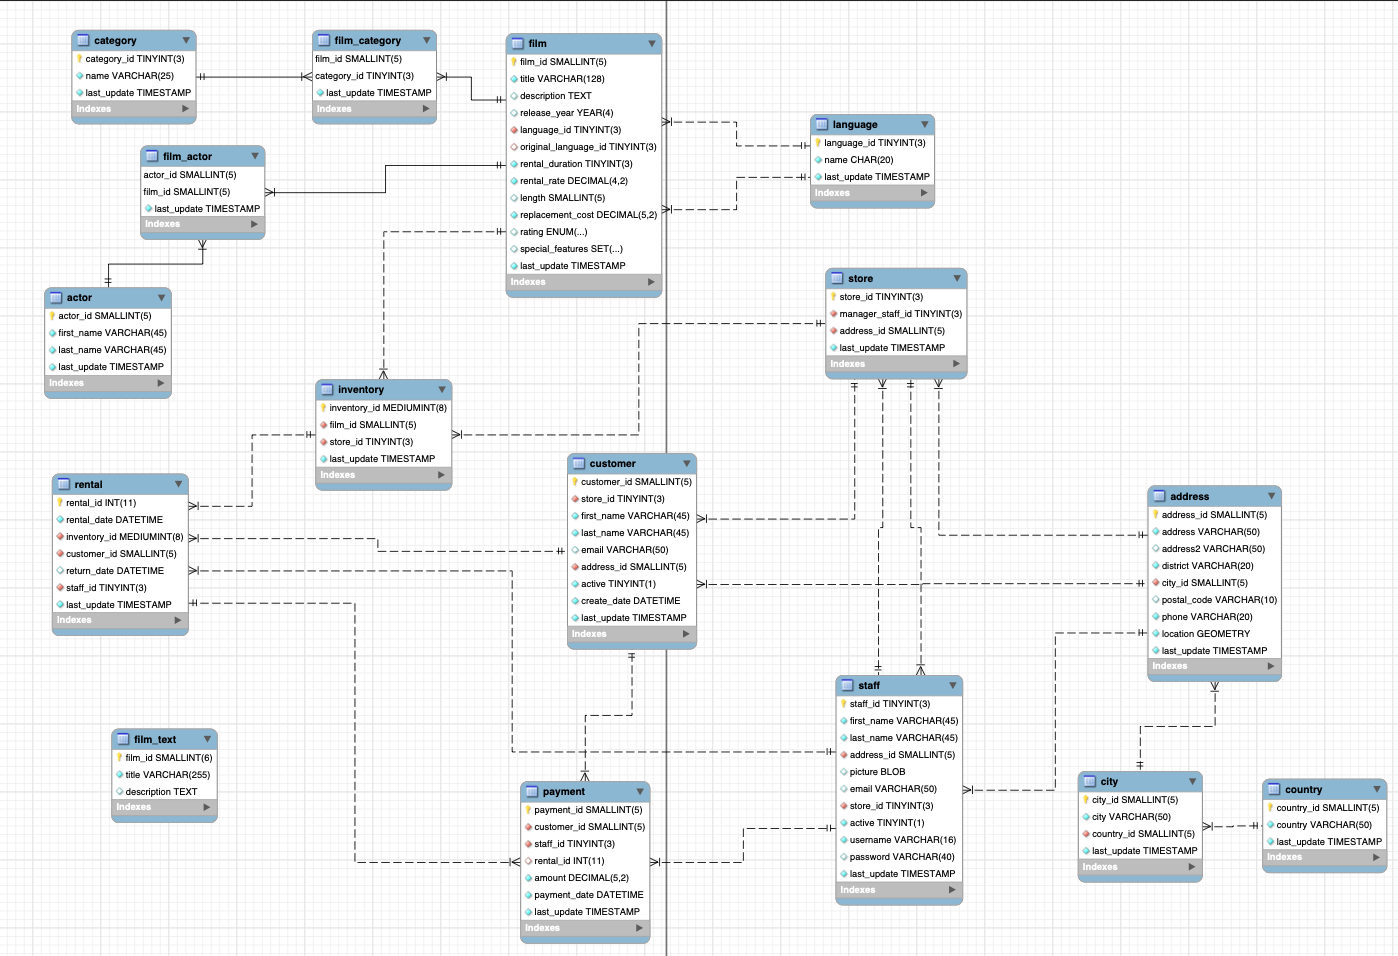 category
category_id TINYINT(3)
name VARCHAR(25)
last_update TIMESTAMP
Indexes
film_category
film_id SMALLINT(5)
category_id TINYINT(3)
last_update TIMESTAMP
Indexes
film
film_id SMALLINT(5)
title VARCHAR(128)
description TEXT
release_year YEAR(4)
language_id TINYINT(3)
original_language_id TINYINT(3)
rental_duration TINYINT(3)
rental_rate DECIMAL(4,2)
length SMALLINT(5)
replacement_cost DECIMAL(5,2)
rating ENUM(...)
special_features SET(...)
last_update TIMESTAMP
Indexes
language
language_id TINYINT(3)
name CHAR(20)
last_update TIMESTAMP
Indexes
film_actor
actor_id SMALLINT(5)
film_id SMALLINT(5)
last_update TIMESTAMP
Indexes
actor
actor_id SMALLINT(5)
first_name VARCHAR(45)
last_name VARCHAR(45)
last_update TIMESTAMP
Indexes
store
store_id TINYINT(3)
manager_staff_id TINYINT(3)
address_id SMALLINT(5)
last_update TIMESTAMP
Indexes
inventory
inventory_id MEDIUMINT(8)
film_id SMALLINT(5)
store_id TINYINT(3)
last_update TIMESTAMP
Indexes
customer
customer_id SMALLINT(5)
store_id TINYINT(3)
first_name VARCHAR(45)
last_name VARCHAR(45)
email VARCHAR(50)
address_id SMALLINT(5)
active TINYINT(1)
create_date DATETIME
last_update TIMESTAMP
Indexes
rental
rental_id INT(11)
rental_date DATETIME
inventory_id MEDIUMINT(8)
customer_id SMALLINT(5)
return_date DATETIME
staff_id TINYINT(3)
last_update TIMESTAMP
Indexes
address
address_id SMALLINT(5)
address VARCHAR(50)
address2 VARCHAR(50)
district VARCHAR(20)
city_id SMALLINT(5)
postal_code VARCHAR(10)
phone VARCHAR(20)
location GEOMETRY
last_update TIMESTAMP
Indexes
staff
staff_id TINYINT(3)
first_name VARCHAR(45)
last_name VARCHAR(45)
address_id SMALLINT(5)
picture BLOB
email VARCHAR(50)
store_id TINYINT(3)
active TINYINT(1)
username VARCHAR(16)
password VARCHAR(40)
last_update TIMESTAMP
Indexes
film_text
film_id SMALLINT(6)
title VARCHAR(255)
description TEXT
Indexes
payment
payment_id SMALLINT(5)
customer_id SMALLINT(5)
staff_id TINYINT(3)
rental_id INT(11)
amount DECIMAL(5,2)
payment_date DATETIME
last_update TIMESTAMP
Indexes
city
city_id SMALLINT(5)
city VARCHAR(50)
country_id SMALLINT(5)
last_update TIMESTAMP
Indexes
country
country_id SMALLINT(5)
country VARCHAR(50)
last_update TIMESTAMP
Indexes